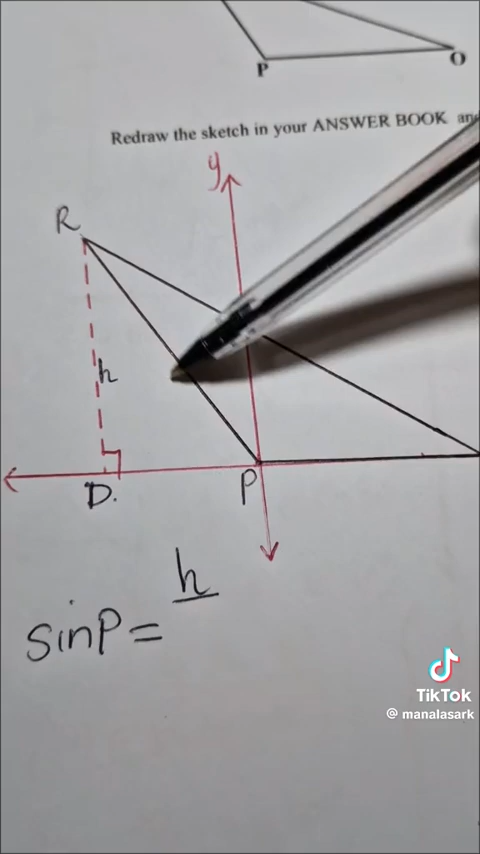 P
O
Redraw the sketch in your ANSWER BOOK
y
R
h
D.
P
h
sinP =
TikTok
@ manalasark